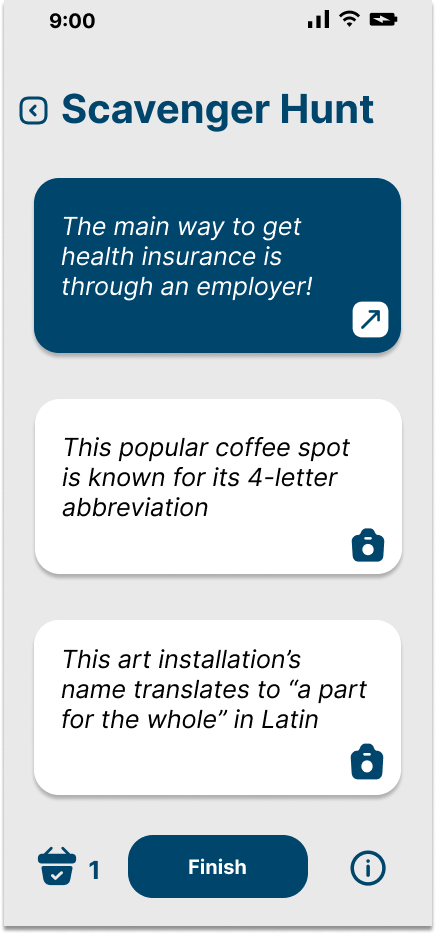 9:00
Scavenger Hunt
The main way to get
health insurance is
through an employer!
This popular coffee spot
is known for its 4-letter
abbreviation
This art installation’s
name translates to “a part
for the whole” in Latin
1
Finish